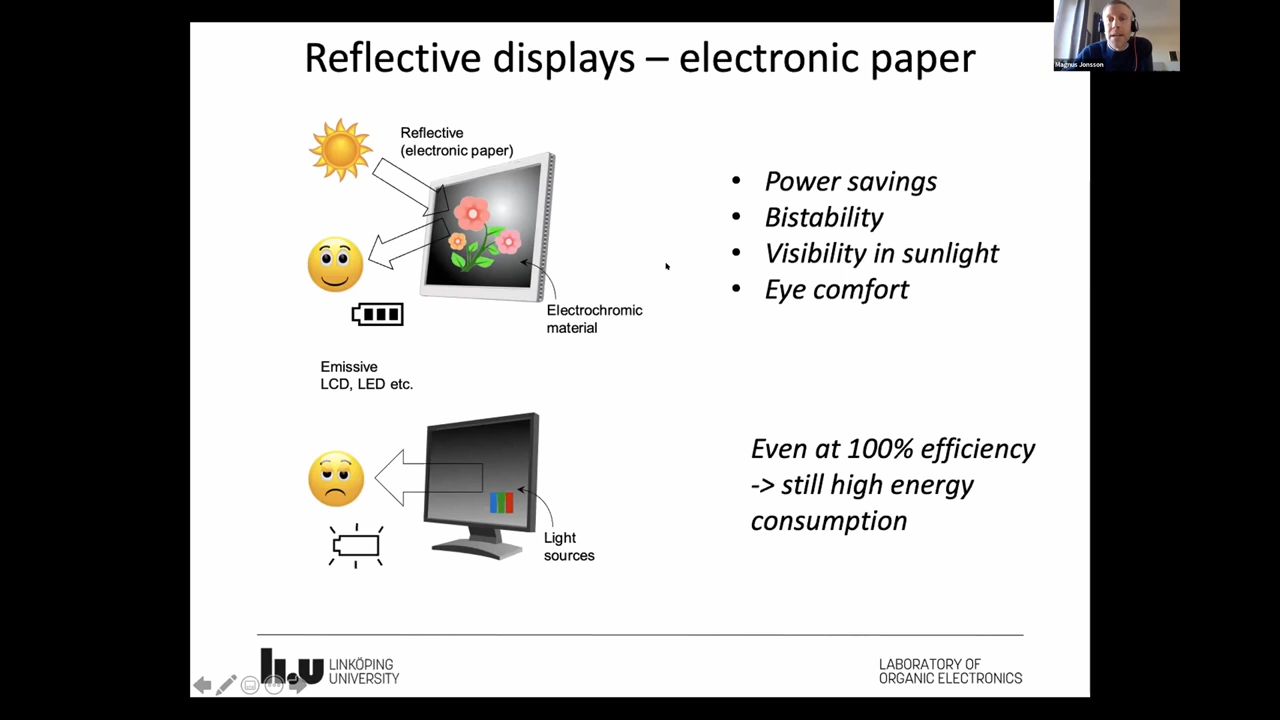 Reflective displays – electronic paper
Magnus Jonsson
Reflective
(electronic paper)
Electrochromic
material
• Power savings
• Bistability
• Visibility in sunlight
• Eye comfort
Emissive
LCD, LED etc.
Light
sources
Even at 100% efficiency
-> still high energy
consumption
li.u LINKÖPING
UNIVERSITY
LABORATORY OF
ORGANIC ELECTRONICS